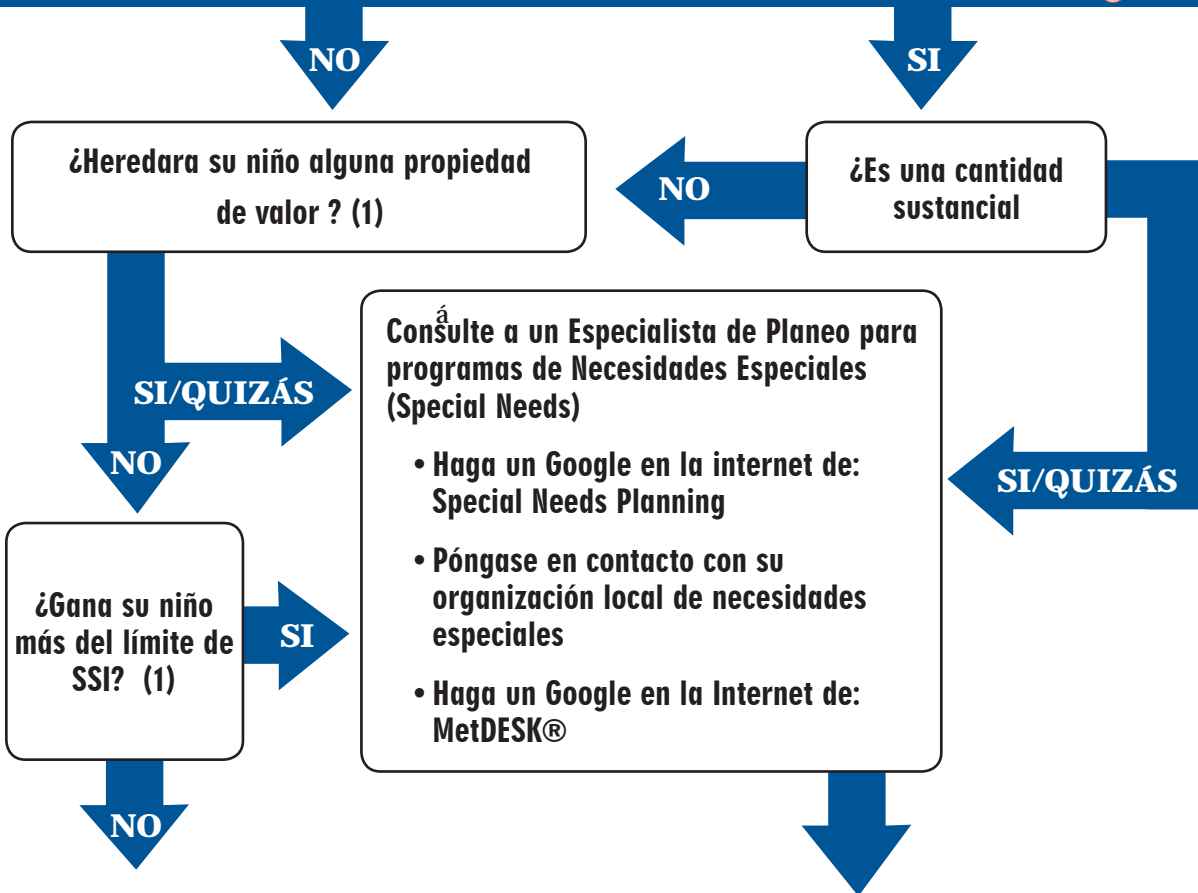 NO
SI
¿Heredara su niño alguna propiedad
de valor ? (1)
NO
¿Es una cantidad
sustancial
SI/QUIZÁS
NO
á
Consulte a un Especialista de Planeo para
programas de Necesidades Especiales
(Special Needs)
• Haga un Google en la internet de:
Special Needs Planning
• Póngase en contacto con su
organización local de necesidades
especiales
• Haga un Google en la Internet de:
MetDESK®
SI/QUIZÁS
¿Gana su niño
más del límite de
SSI? (1)
SI
NO